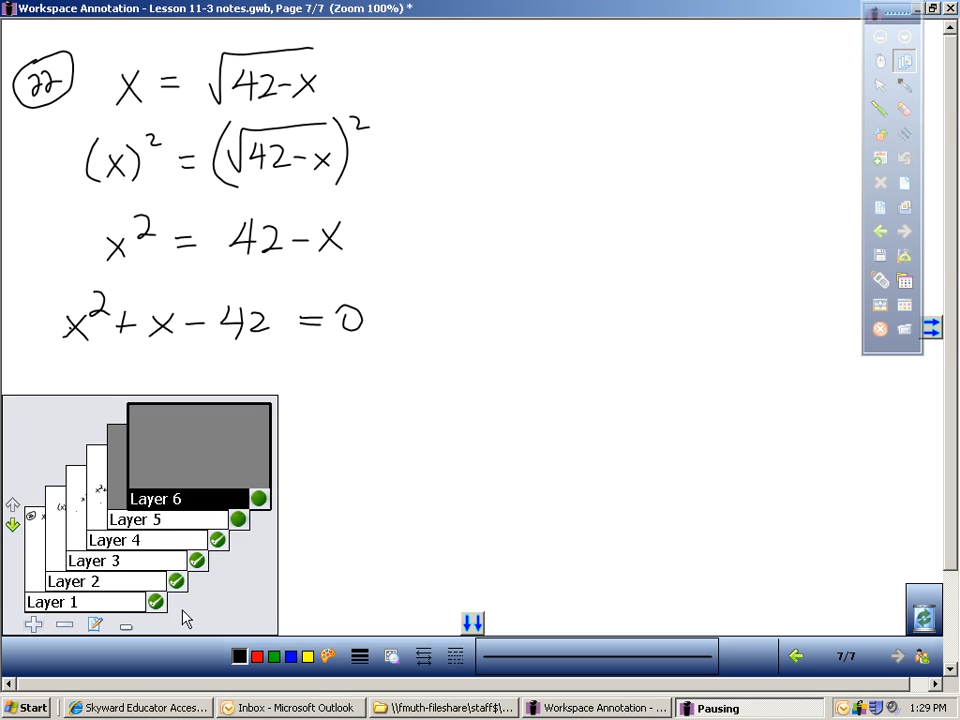 Workspace Annotation - Lesson 11-3 notes.gwb, Page 7/7 (Zoom 100%) *
22 x = √42-x
(x)² = (√42-x)²
x² = 42-x
x² + x - 42 = 0
Layer 6
Layer 5
Layer 4
Layer 3
Layer 2
Layer 1
7/7
Start
Skyward Educator Acces...
Inbox - Microsoft Outlook
\\fmuth-fileshare\staff$\...
Workspace Annotation - ...
Pausing
1:29 PM